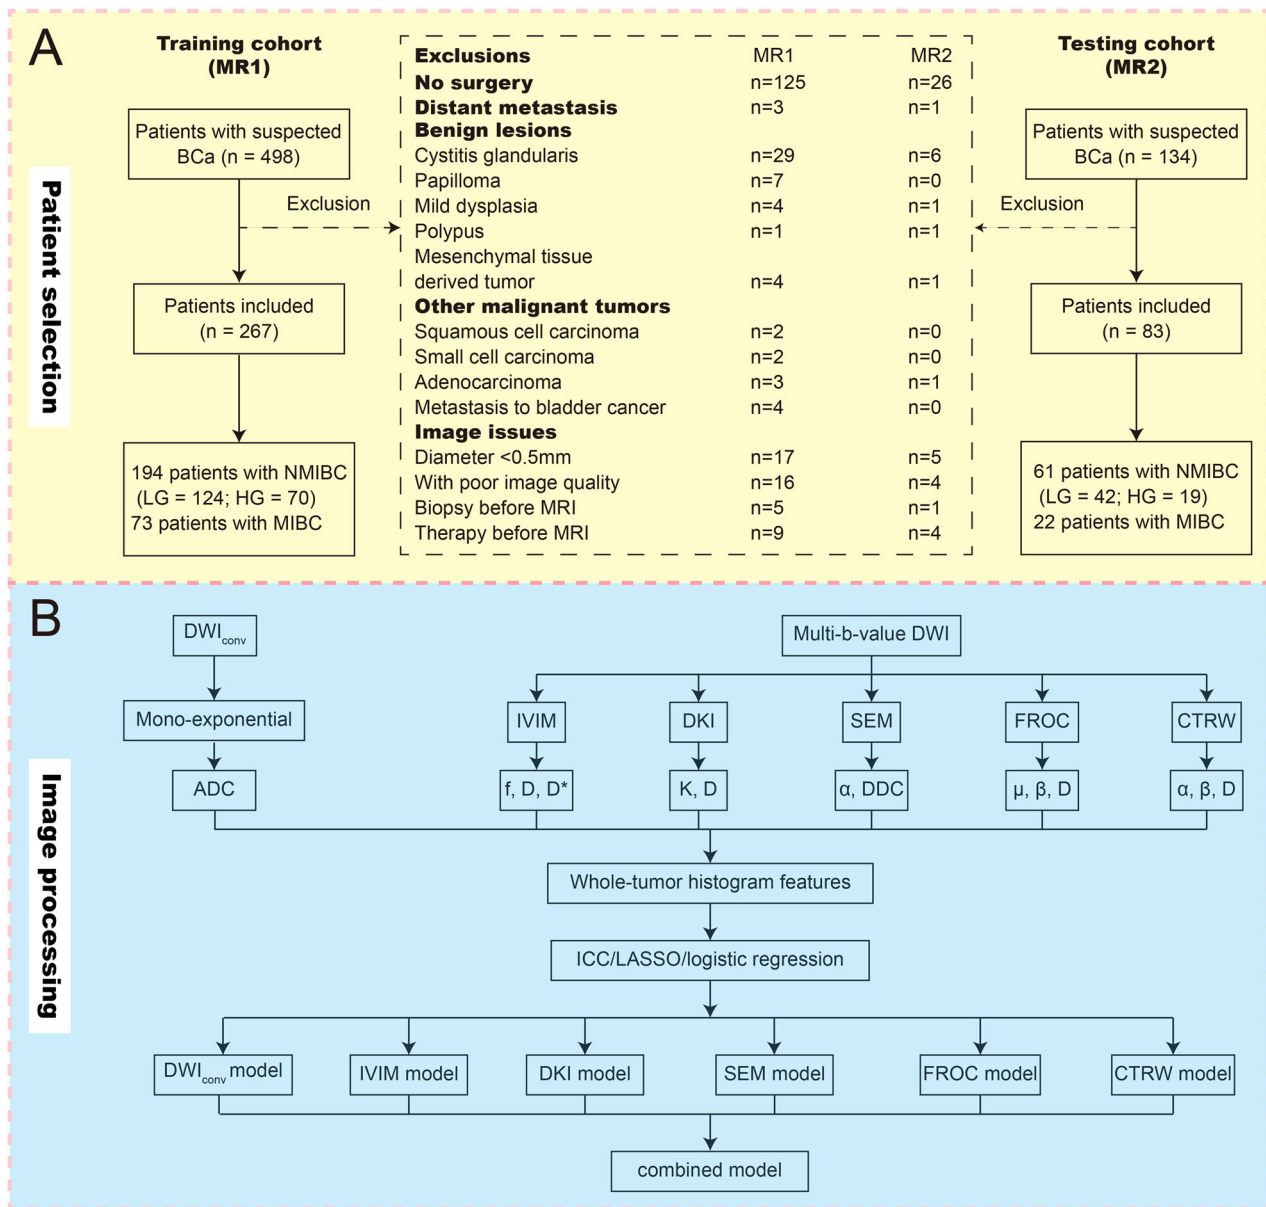 A
Training cohort
(MR1)
Patients with suspected
BCa (n = 498)
Exclusion
Patients included
(n = 267)
194 patients with NMIBC
(LG = 124; HG = 70)
73 patients with MIBC
Exclusions MR1 MR2
No surgery n=125 n=26
Distant metastasis n=3 n=1
Benign lesions
Cystitis glandularis n=29 n=6
Papilloma n=7 n=0
Mild dysplasia n=4 n=1
Polypus n=1 n=1
Mesenchymal tissue
derived tumor n=4 n=1
Other malignant tumors
Squamous cell carcinoma n=2 n=0
Small cell carcinoma n=2 n=0
Adenocarcinoma n=3 n=1
Metastasis to bladder cancer n=4 n=0
Image issues
Diameter <0.5mm n=17 n=5
With poor image quality n=16 n=4
Biopsy before MRI n=5 n=1
Therapy before MRI n=9 n=4
Testing cohort
(MR2)
Patients with suspected
BCa (n = 134)
Exclusion
Patients included
(n = 83)
61 patients with NMIBC
(LG = 42; HG = 19)
22 patients with MIBC
Patient selection
B
DWIconv Multi-b-value DWI
Mono-exponential IVIM DKI SEM FROC CTRW
ADC f, D, D* K, D α, DDC μ, β, D α, β, D
Whole-tumor histogram features
ICC/LASSO/logistic regression
DWIconv model IVIM model DKI model SEM model FROC model CTRW model
combined model
Image processing